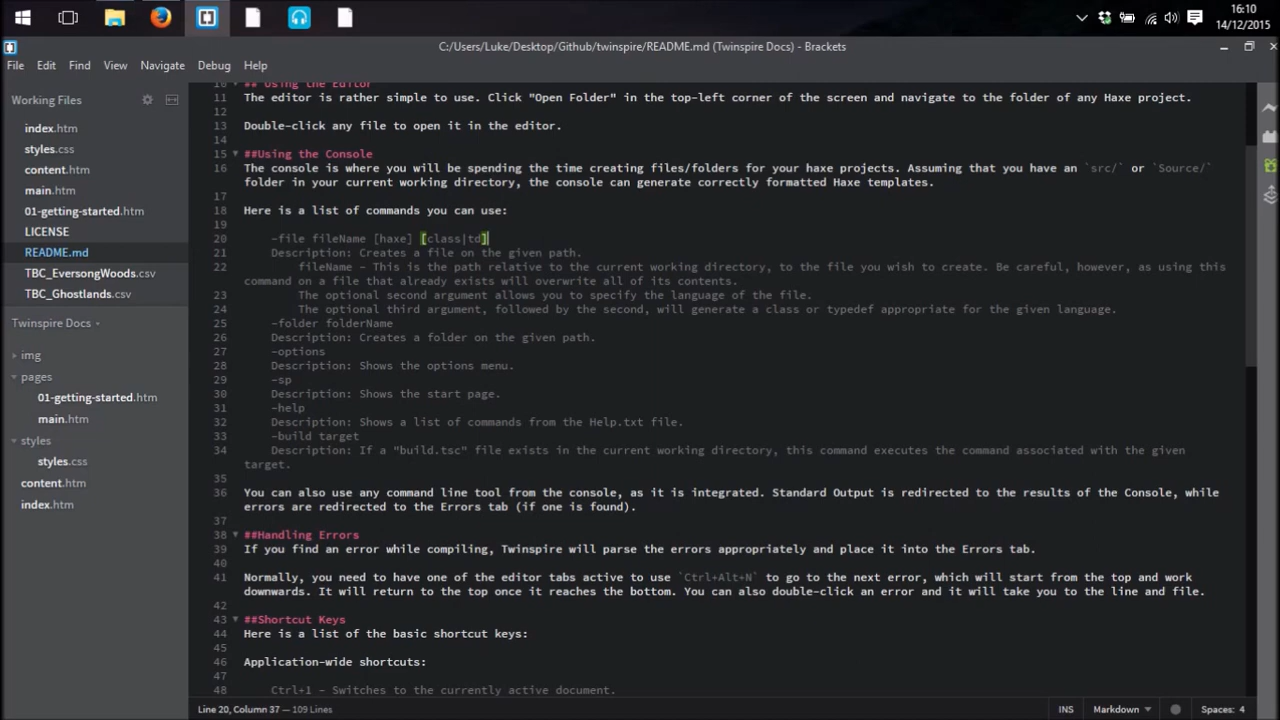 16:10
14/12/2015
C:/Users/Luke/Desktop/Github/twinspire/README.md (Twinspire Docs) - Brackets
File Edit Find View Navigate Debug Help
Working Files
index.htm
styles.css
content.htm
main.htm
01-getting-started.htm
LICENSE
README.md
TBC_EversongWoods.csv
TBC_Ghostlands.csv
Twinspire Docs
img
pages
01-getting-started.htm
main.htm
styles
styles.css
content.htm
index.htm
10 ## Using the Editor
11 The editor is rather simple to use. Click "Open Folder" in the top-left corner of the screen and navigate to the folder of any Haxe project.
12
13 Double-click any file to open it in the editor.
14
15 ##Using the Console
16 The console is where you will be spending the time creating files/folders for your haxe projects. Assuming that you have an `src/` or `Source/`
folder in your current working directory, the console can generate correctly formatted Haxe templates.
17
18 Here is a list of commands you can use:
19
20 -file fileName [haxe] [class|td]
21 Description: Creates a file on the given path.
22 fileName - This is the path relative to the current working directory, to the file you wish to create. Be careful, however, as using this
command on a file that already exists will overwrite all of its contents.
23 The optional second argument allows you to specify the language of the file.
24 The optional third argument, followed by the second, will generate a class or typedef appropriate for the given language.
25 -folder folderName
26 Description: Creates a folder on the given path.
27 -options
28 Description: Shows the options menu.
29 -sp
30 Description: Shows the start page.
31 -help
32 Description: Shows a list of commands from the Help.txt file.
33 -build target
34 Description: If a "build.tsc" file exists in the current working directory, this command executes the command associated with the given
target.
35
36 You can also use any command line tool from the console, as it is integrated. Standard Output is redirected to the results of the Console, while
errors are redirected to the Errors tab (if one is found).
37
38 ##Handling Errors
39 If you find an error while compiling, Twinspire will parse the errors appropriately and place it into the Errors tab.
40
41 Normally, you need to have one of the editor tabs active to use `Ctrl+Alt+N` to go to the next error, which will start from the top and work
downwards. It will return to the top once it reaches the bottom. You can also double-click an error and it will take you to the line and file.
42
43 ##Shortcut Keys
44 Here is a list of the basic shortcut keys:
45
46 Application-wide shortcuts:
47
48 Ctrl+1 - Switches to the currently active document.
Line 20, Column 37 — 109 Lines
INS Markdown Spaces: 4